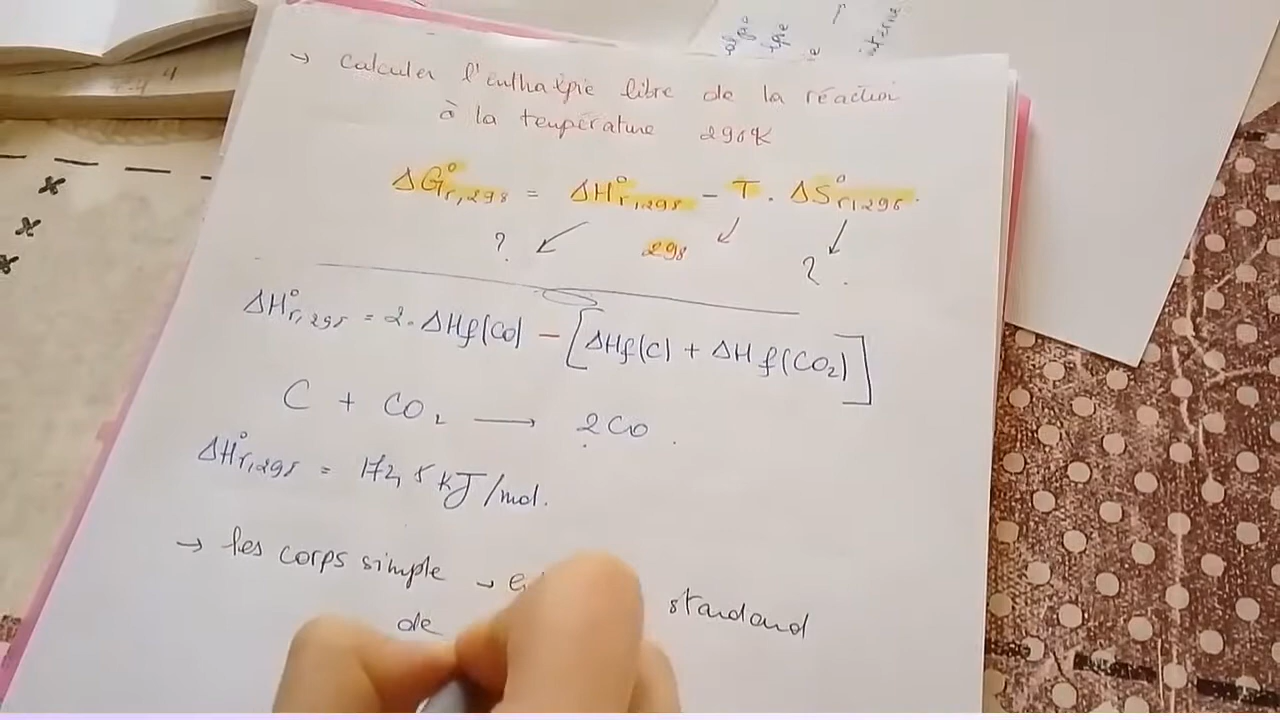 → Calculer l'enthalpie libre de la réaction
à la température 298K
ΔG°r,298 = ΔH°r,298 - T . ΔS°r,298.
? 298 ? .
ΔH°r,298 = 2. ΔHf(CO) - [ΔHf(C) + ΔHf(CO₂)]
C + CO₂ → 2CO .
ΔH°r,298 = 172,5 kJ/mol.
→ les corps simple → standard
de